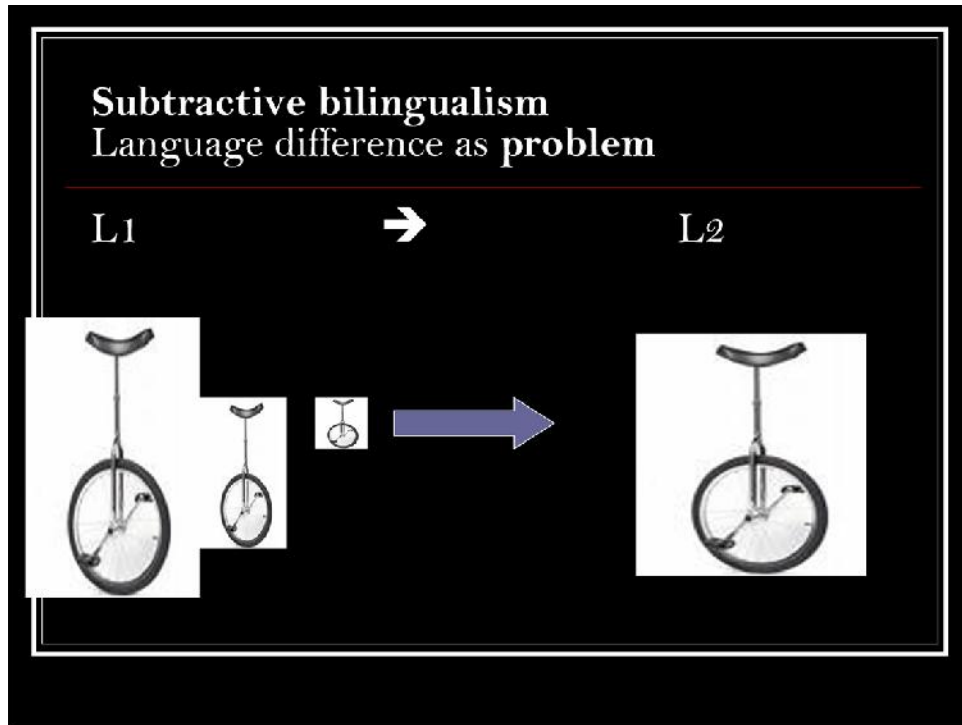 Subtractive bilingualism
Language difference as problem
L1 ➔ L2